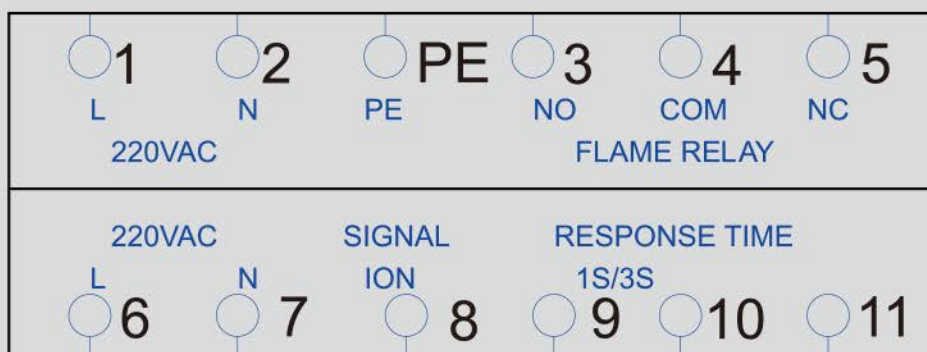 1 2 PE 3 4 5
L N PE NO COM NC
220VAC FLAME RELAY
220VAC SIGNAL RESPONSE TIME
L N ION 1S/3S
6 7 8 9 10 11